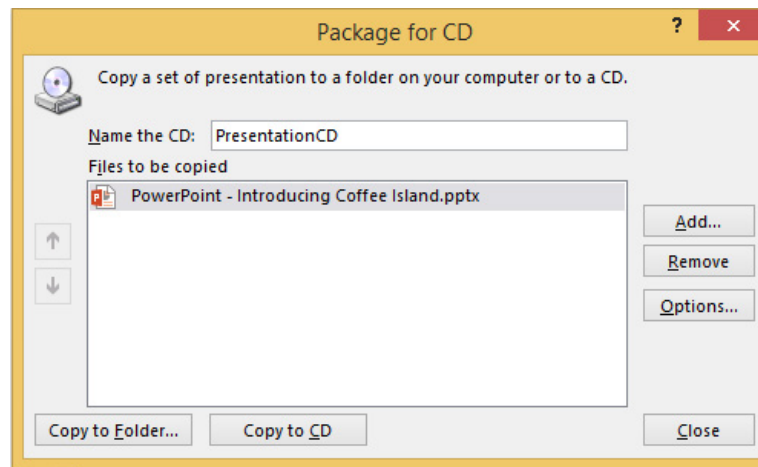 Package for CD
?
Copy a set of presentation to a folder on your computer or to a CD.
Name the CD: PresentationCD
Files to be copied
PowerPoint - Introducing Coffee Island.pptx
Add...
Remove
Options...
Copy to Folder... Copy to CD Close